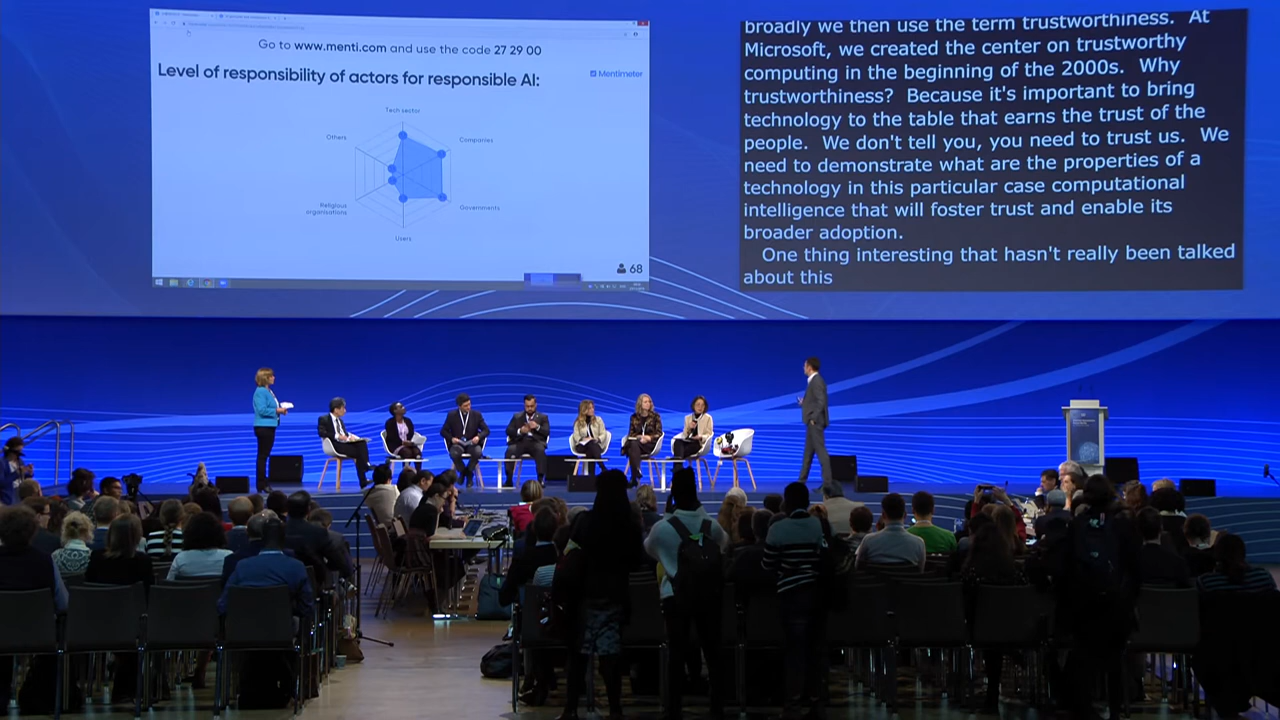 Go to www.menti.com and use the code 27 29 00
Level of responsibility of actors for responsible AI:
Mentimeter
Tech sector
Others
Companies
Religious
organisations
Governments
Users
68
broadly we then use the term trustworthiness. At
Microsoft, we created the center on trustworthy
computing in the beginning of the 2000s. Why
trustworthiness? Because it's important to bring
technology to the table that earns the trust of the
people. We don't tell you, you need to trust us. We
need to demonstrate what are the properties of a
technology in this particular case computational
intelligence that will foster trust and enable its
broader adoption.
One thing interesting that hasn't really been talked
about this